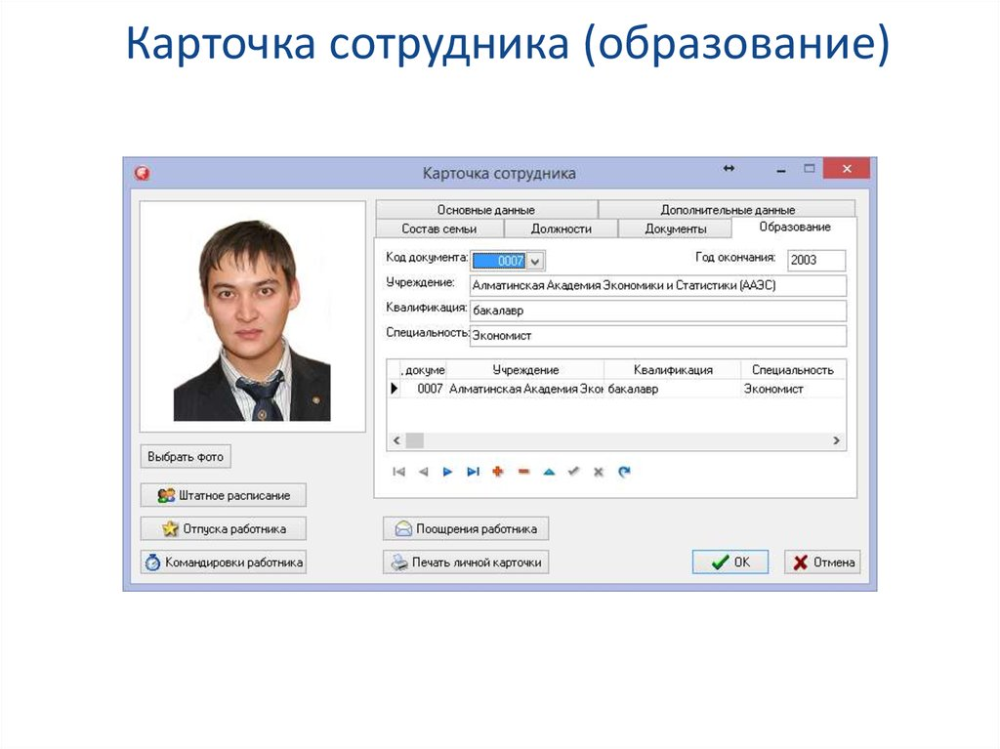 Карточка сотрудника (образование)
Карточка сотрудника
Основные данные Дополнительные данные
Состав семьи Должности Документы Образование
Код документа: 0007 Год окончания: 2003
Учреждение: Алматинская Академия Экономики и Статистики (ААЭС)
Квалификация: бакалавр
Специальность: Экономист
. докуме Учреждение Квалификация Специальность
0007 Алматинская Академия Экон бакалавр Экономист
Выбрать фото
Штатное расписание
Отпуска работника Поощрения работника
Командировки работника Печать личной карточки OK Отмена